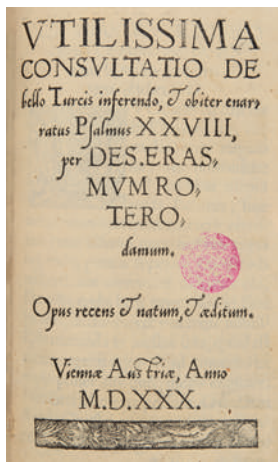 VTILISSIMA
CONSVLTATIO DE
bello Turcis inferendo, & obiter enar,
ratus Psalmus XXVIII,
per DES. ERAS,
MVM RO,
TERO,
damum.
Opus recens & natum, & æditum.
Viennæ Austriæ, Anno
M.D.XXX.